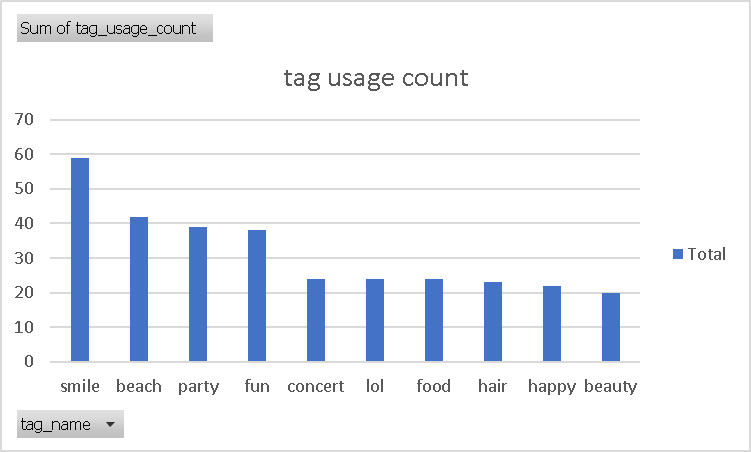 Sum of tag_usage_count
tag usage count
70
60
50
40
30
20
10
0
Total
smile beach party fun concert lol food hair happy beauty
tag_name